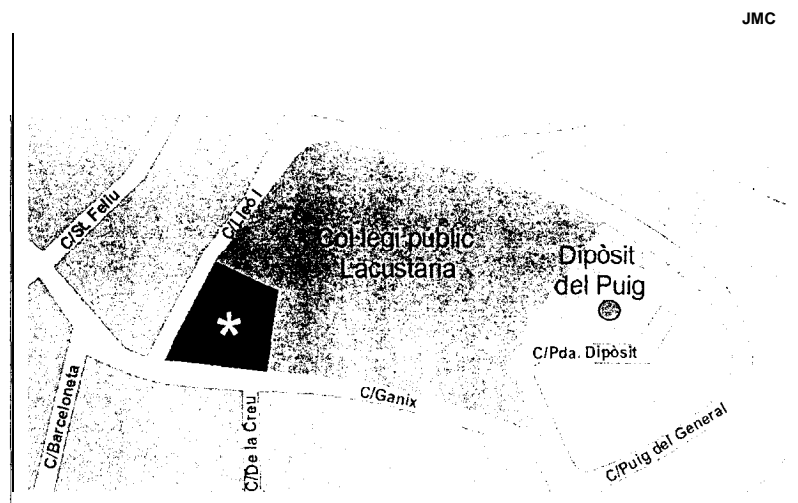 JMC
C/St. Feliu
C/Lleó I
Col·legi públic
Lacustària
Dipòsit
del Puig
*
C/Pda. Dipòsit
C/Ganix
C/Barceloneta
C/De la Creu
C/Puig del General